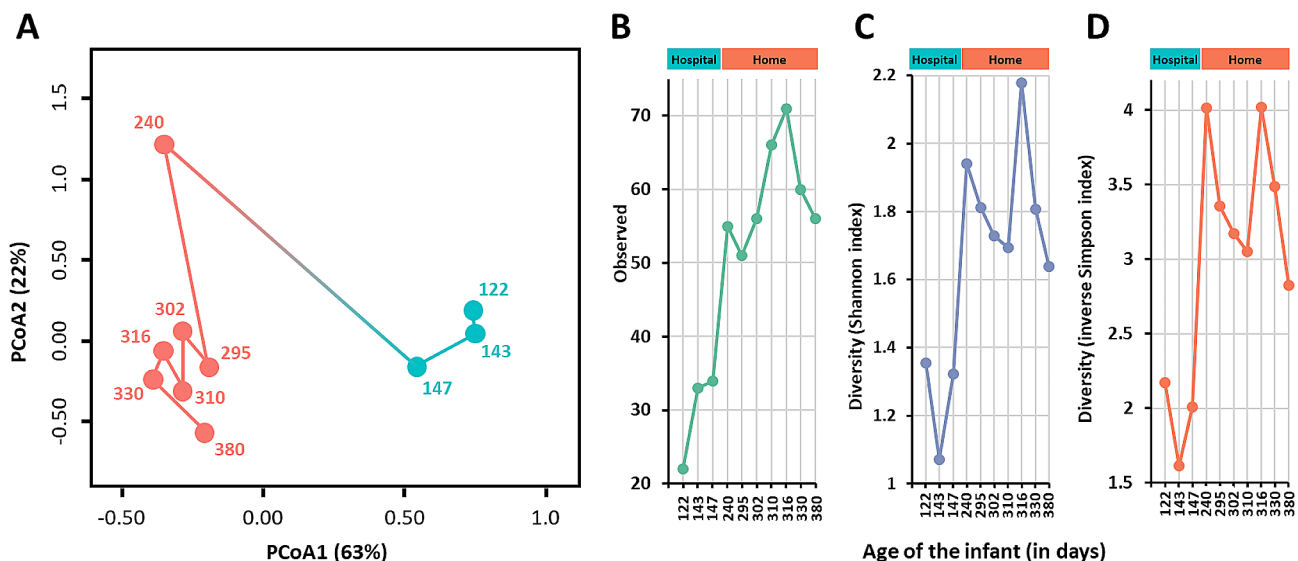 A
1.5
1.0
0.50
0.00
-0.50
PCoA2 (22%)
240
302
316
295
330
310
380
122
143
147
-0.50
0.00
0.50
1.0
PCoA1 (63%)
B
Hospital Home
70
60
50
40
30
20
Observed
122 143 147 240 295 302 310 316 330 380
C
Hospital Home
2.2
2
1.8
1.6
1.4
1.2
1
Diversity (Shannon index)
122 143 147 240 295 302 310 316 330 380
D
Hospital Home
4
3.5
3
2.5
2
1.5
Diversity (inverse Simpson index)
122 143 147 240 295 302 310 316 330 380
Age of the infant (in days)